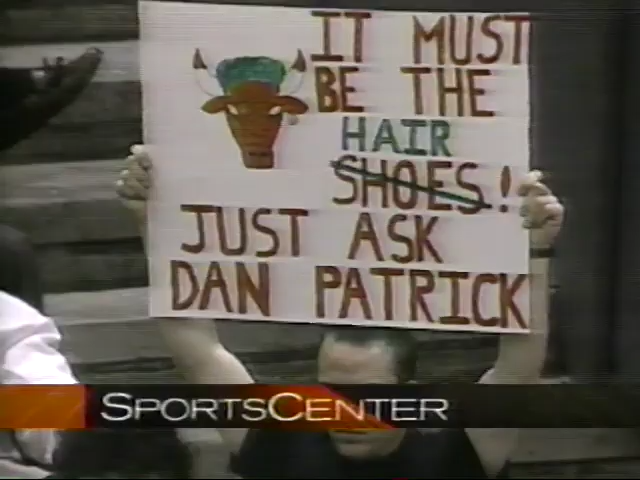 IT MUST
BE THE
HAIR
SHOES!
JUST ASK
DAN PATRICK
SPORTSCENTER